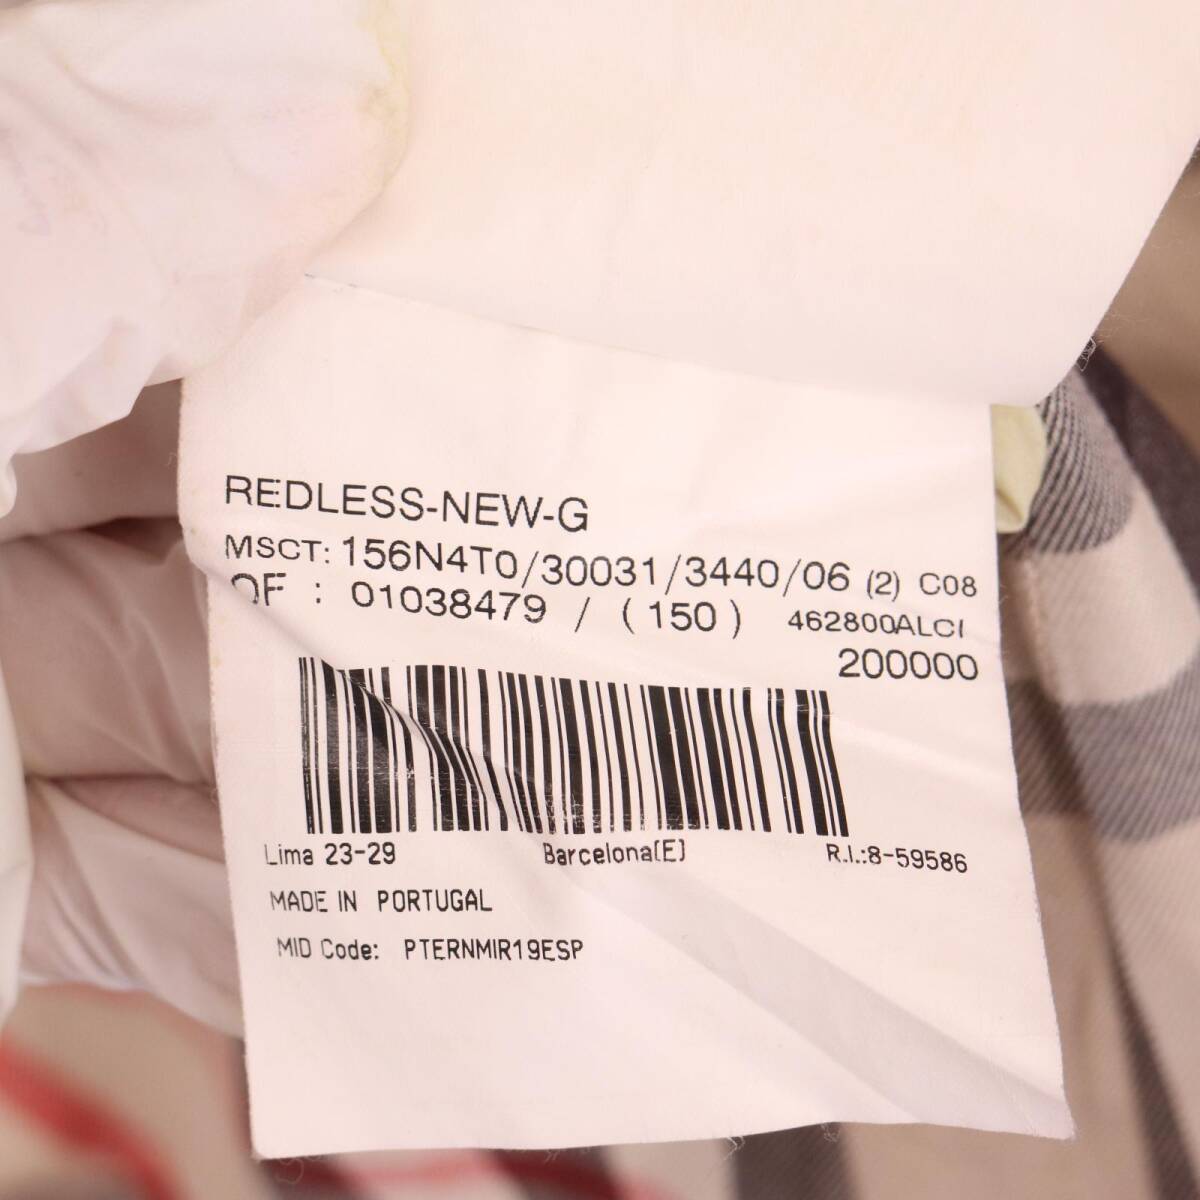 REDLESS-NEW-G
MSCT: 156N4T0/30031/3440/06 (2) C08
OF : 01038479 / (150) 462800ALCI
200000
Lima 23-29 Barcelona(E) R.I.:8-59586
MADE IN PORTUGAL
MID Code: PTERNMIR19ESP